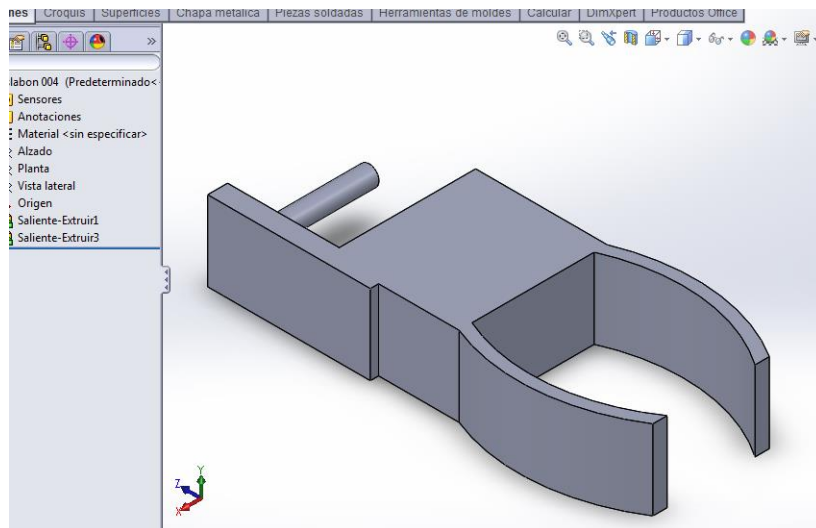 nes Croquis Superficies Chapa metálica Piezas soldadas Herramientas de moldes Calcular DimXpert Productos Office
»
slabon 004 (Predeterminado<
Sensores
Anotaciones
Material <sin especificar>
Alzado
Planta
Vista lateral
Origen
Saliente-Extruir1
Saliente-Extruir3
Y
Z
X